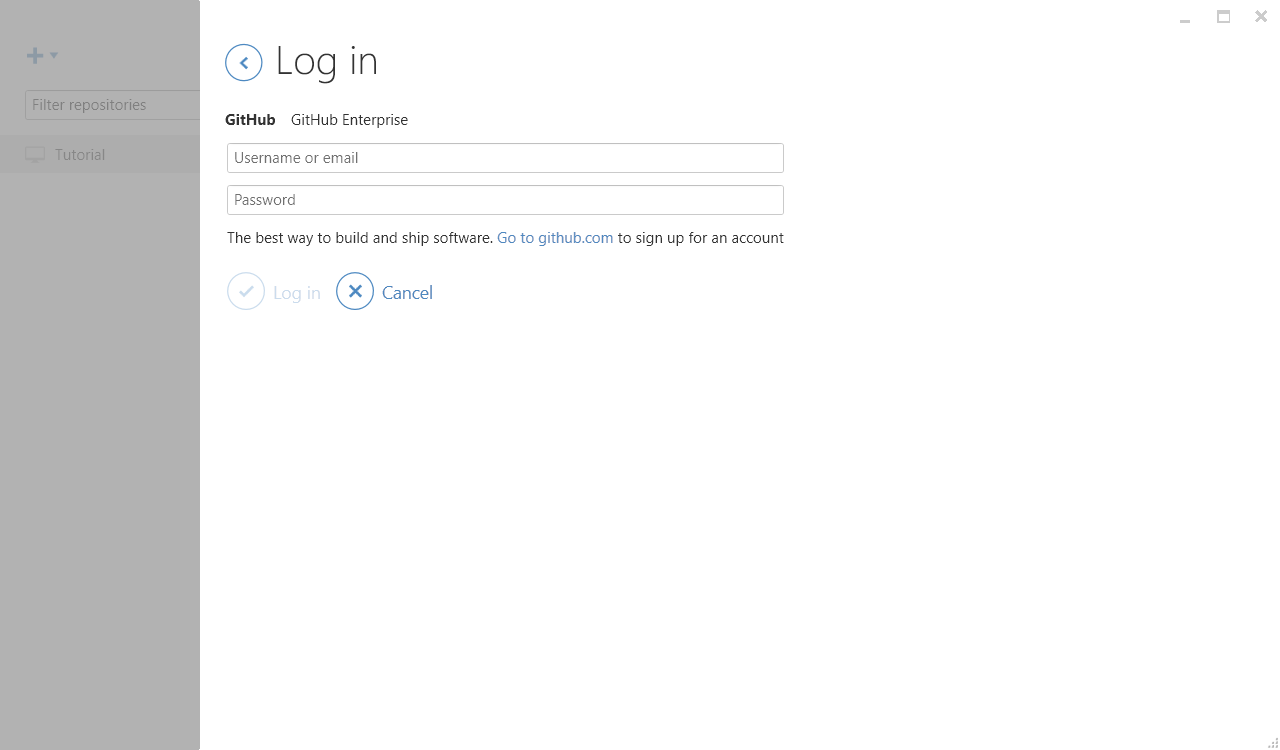 Filter repositories
Tutorial
Log in
GitHub GitHub Enterprise
Username or email
Password
The best way to build and ship software. Go to github.com to sign up for an account
Log in Cancel